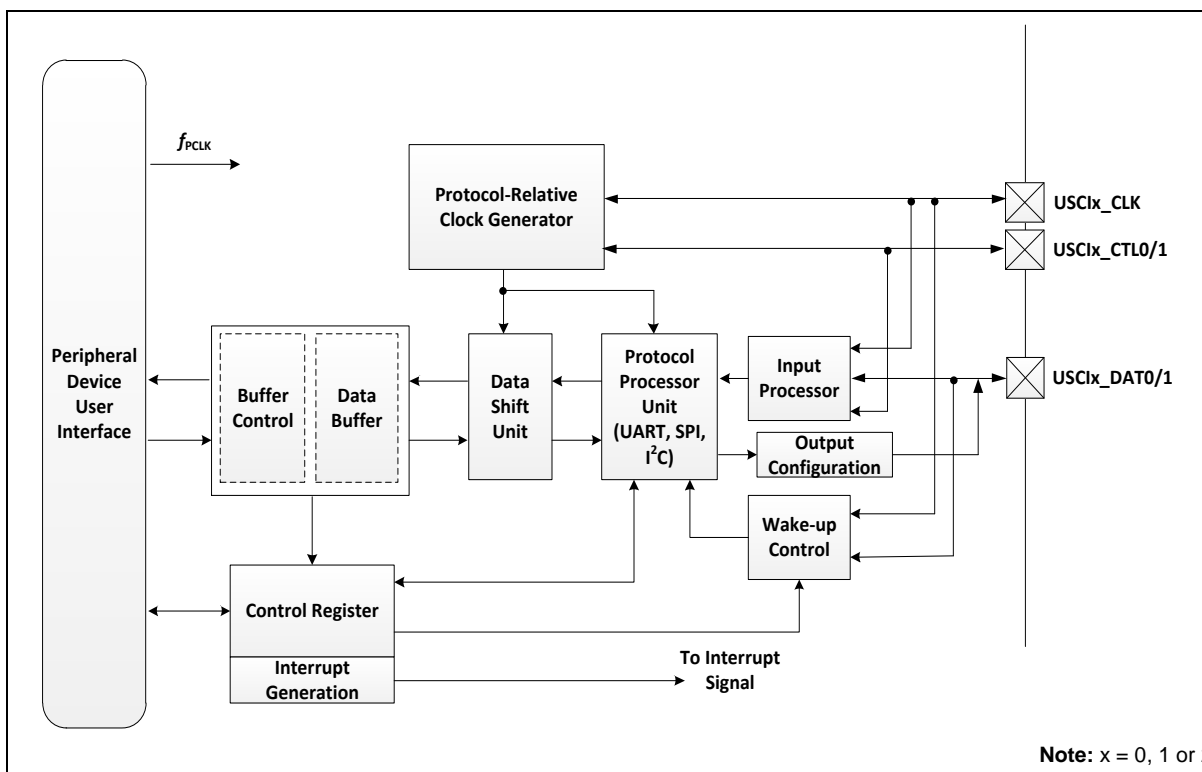 f PCLK
Protocol-Relative
Clock Generator
USCIx_CLK
USCIx_CTL0/1
Peripheral
Device
User
Interface
Buffer
Control
Data
Buffer
Data
Shift
Unit
Protocol
Processor
Unit
(UART, SPI,
I²C)
Input
Processor
USCIx_DAT0/1
Output
Configuration
Wake-up
Control
Control Register
Interrupt
Generation
To Interrupt
Signal
Note: x = 0, 1 or